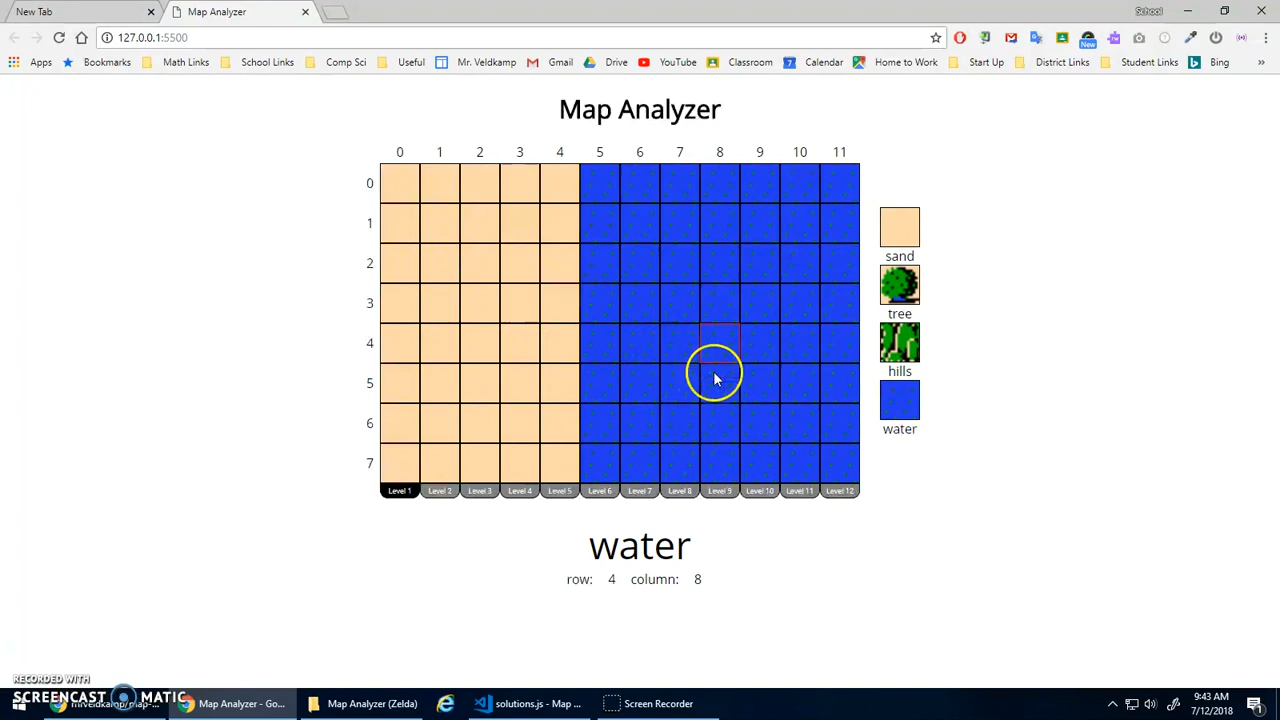 New Tab
Map Analyzer
School
127.0.0.1:5500
New
Apps Bookmarks Math Links School Links Comp Sci Useful Mr. Veldkamp Gmail Drive YouTube Classroom Calendar Home to Work Start Up District Links Student Links Bing
Map Analyzer
0 1 2 3 4 5 6 7 8 9 10 11
0
1
2
3
4
5
6
7
sand
tree
hills
water
Level 1 Level 2 Level 3 Level 4 Level 5 Level 6 Level 7 Level 8 Level 9 Level 10 Level 11 Level 12
water
row: 4 column: 8
RECORDED WITH
SCREENCAST MATIC
Map Analyzer - Go...
Map Analyzer (Zelda)
solutions.js - Map ...
Screen Recorder
9:43 AM
7/12/2018